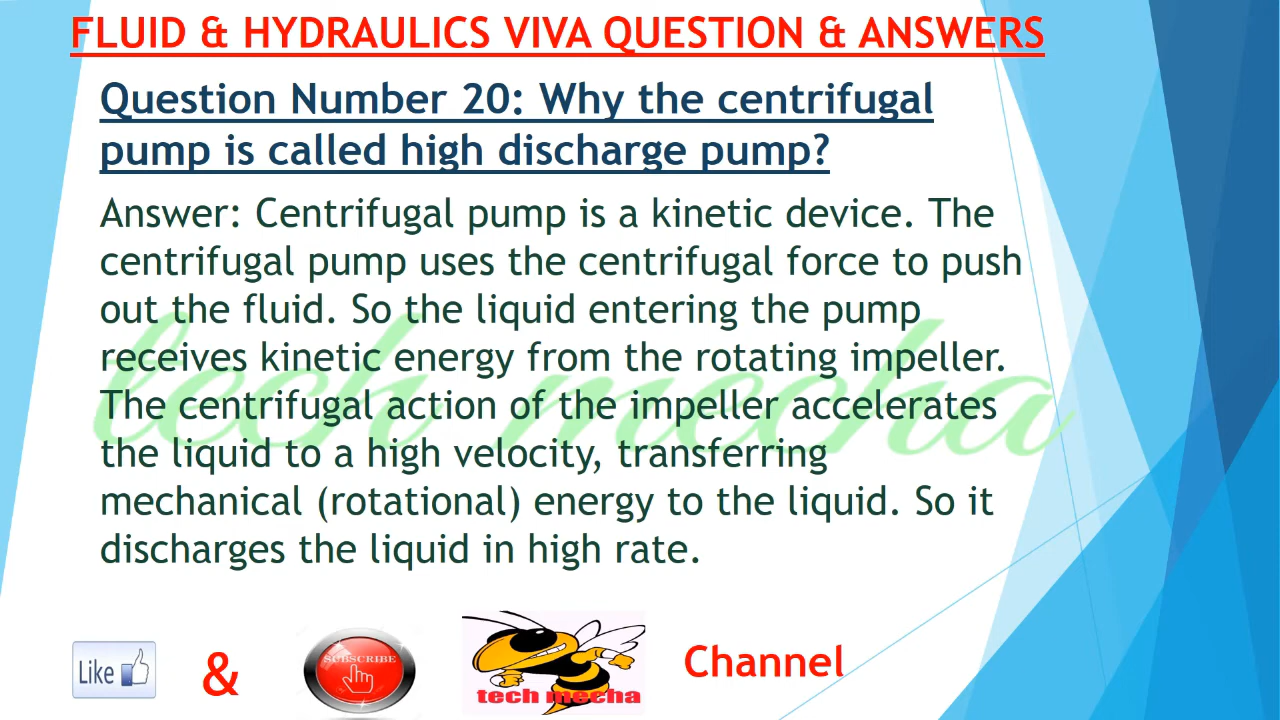 FLUID & HYDRAULICS VIVA QUESTION & ANSWERS
Question Number 20: Why the centrifugal
pump is called high discharge pump?
Answer: Centrifugal pump is a kinetic device. The
centrifugal pump uses the centrifugal force to push
out the fluid. So the liquid entering the pump
receives kinetic energy from the rotating impeller.
The centrifugal action of the impeller accelerates
the liquid to a high velocity, transferring
mechanical (rotational) energy to the liquid. So it
discharges the liquid in high rate.
tech mecha
Like & SUBSCRIBE tech mecha Channel